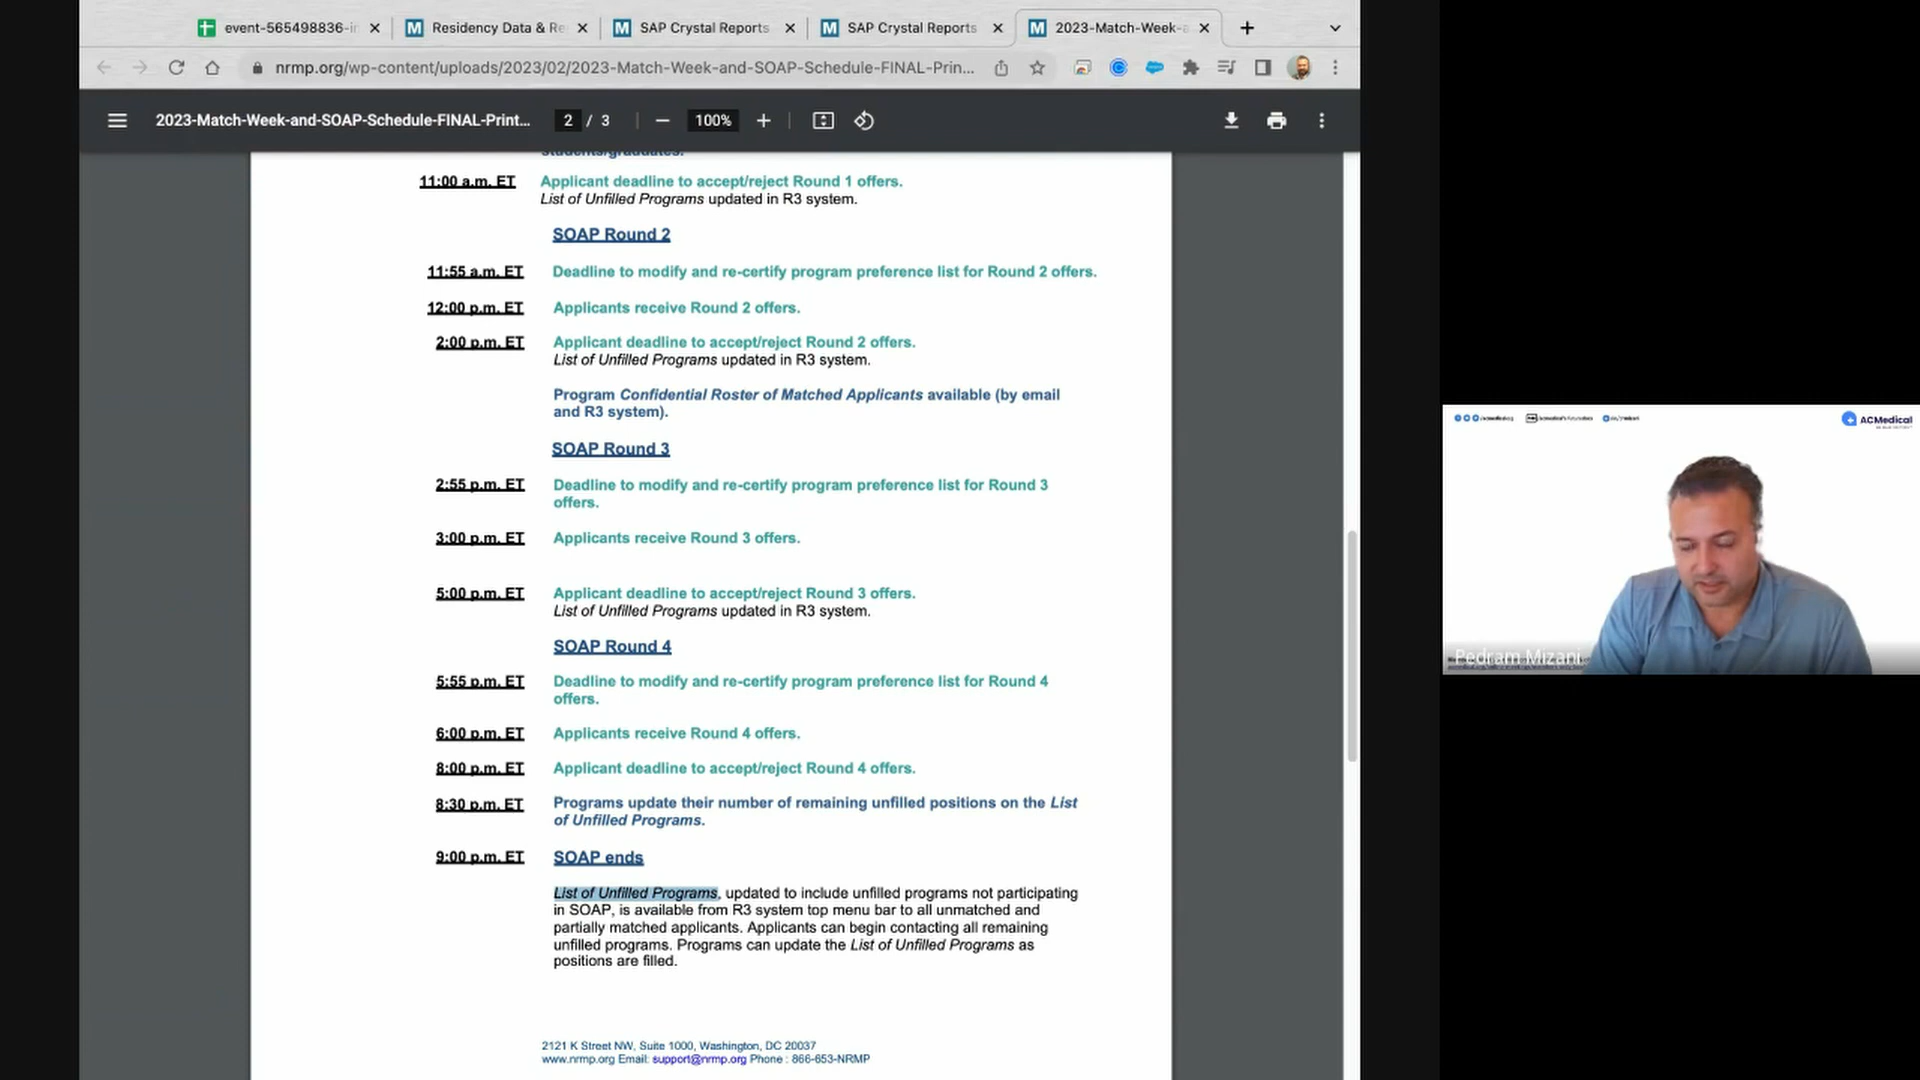 event-565498836-in
Residency Data & Re
SAP Crystal Reports
SAP Crystal Reports
2023-Match-Week-a
nrmp.org/wp-content/uploads/2023/02/2023-Match-Week-and-SOAP-Schedule-FINAL-Prin...
2023-Match-Week-and-SOAP-Schedule-FINAL-Print...
2 / 3
100%
students/graduates.
11:00 a.m. ET Applicant deadline to accept/reject Round 1 offers.
List of Unfilled Programs updated in R3 system.
SOAP Round 2
11:55 a.m. ET Deadline to modify and re-certify program preference list for Round 2 offers.
12:00 p.m. ET Applicants receive Round 2 offers.
2:00 p.m. ET Applicant deadline to accept/reject Round 2 offers.
List of Unfilled Programs updated in R3 system.
Program Confidential Roster of Matched Applicants available (by email
and R3 system).
SOAP Round 3
2:55 p.m. ET Deadline to modify and re-certify program preference list for Round 3
offers.
3:00 p.m. ET Applicants receive Round 3 offers.
5:00 p.m. ET Applicant deadline to accept/reject Round 3 offers.
List of Unfilled Programs updated in R3 system.
SOAP Round 4
5:55 p.m. ET Deadline to modify and re-certify program preference list for Round 4
offers.
6:00 p.m. ET Applicants receive Round 4 offers.
8:00 p.m. ET Applicant deadline to accept/reject Round 4 offers.
8:30 p.m. ET Programs update their number of remaining unfilled positions on the List
of Unfilled Programs.
9:00 p.m. ET SOAP ends
List of Unfilled Programs, updated to include unfilled programs not participating
in SOAP, is available from R3 system top menu bar to all unmatched and
partially matched applicants. Applicants can begin contacting all remaining
unfilled programs. Programs can update the List of Unfilled Programs as
positions are filled.
2121 K Street NW, Suite 1000, Washington, DC 20037
www.nrmp.org Email: support@nrmp.org Phone : 866-653-NRMP
ACMedical
Pedram Mizani